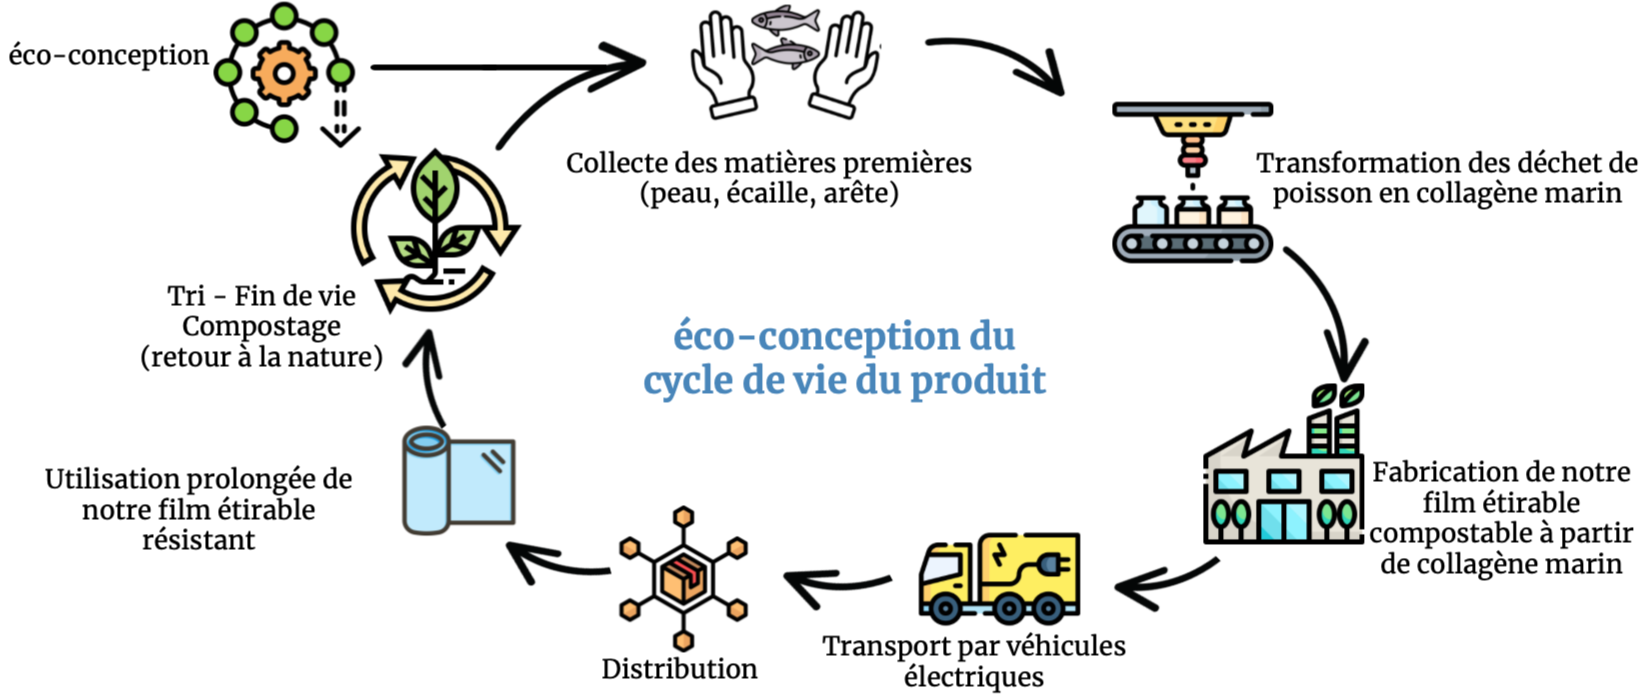 éco-conception
Collecte des matières premières
(peau, écaille, arête)
Transformation des déchet de
poisson en collagène marin
Tri - Fin de vie
Compostage
(retour à la nature)
éco-conception du
cycle de vie du produit
Utilisation prolongée de
notre film étirable
résistant
Fabrication de notre
film étirable
compostable à partir
de collagène marin
Transport par véhicules
électriques
Distribution